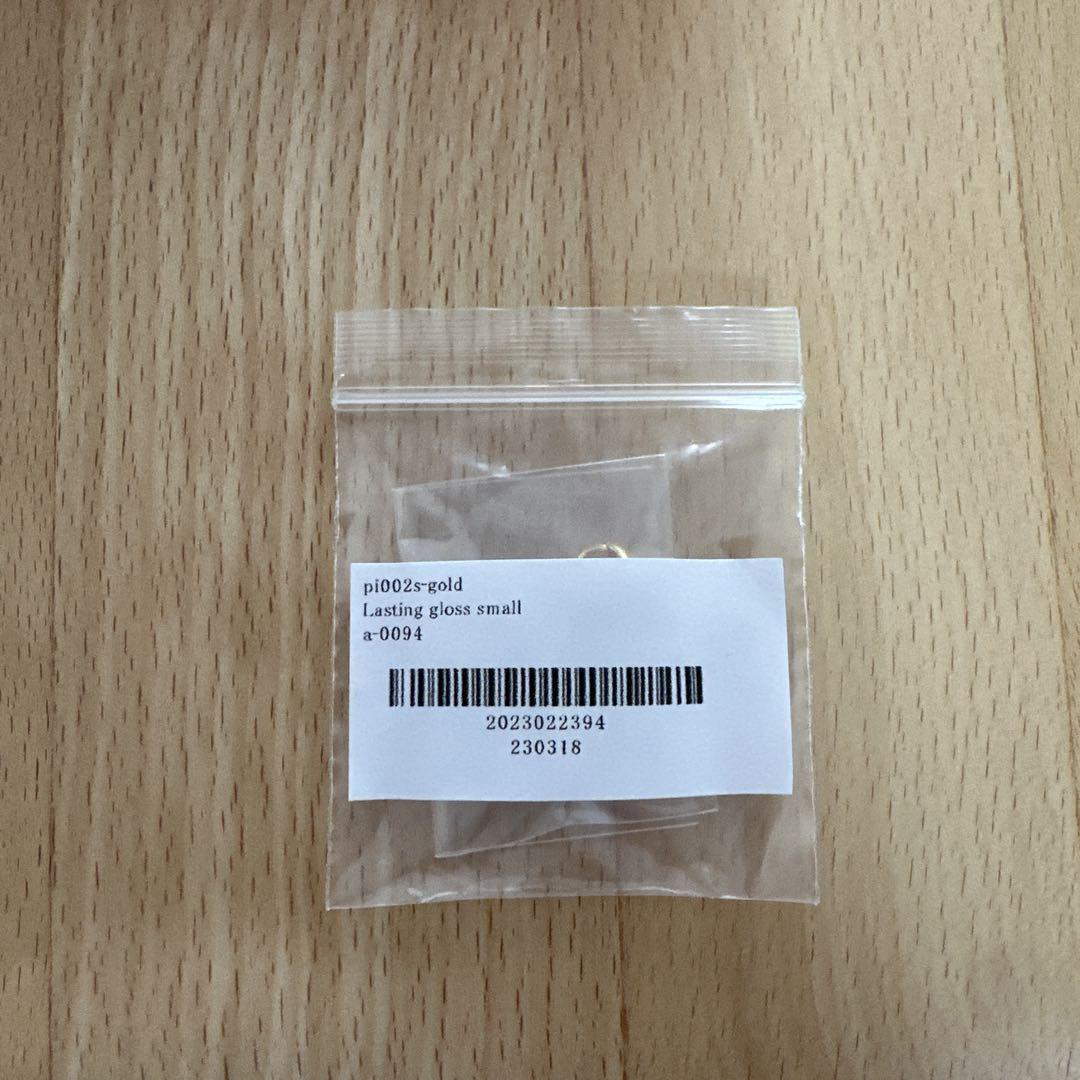 pi002s-gold
Lasting gloss small
a-0094
2023022394
230318